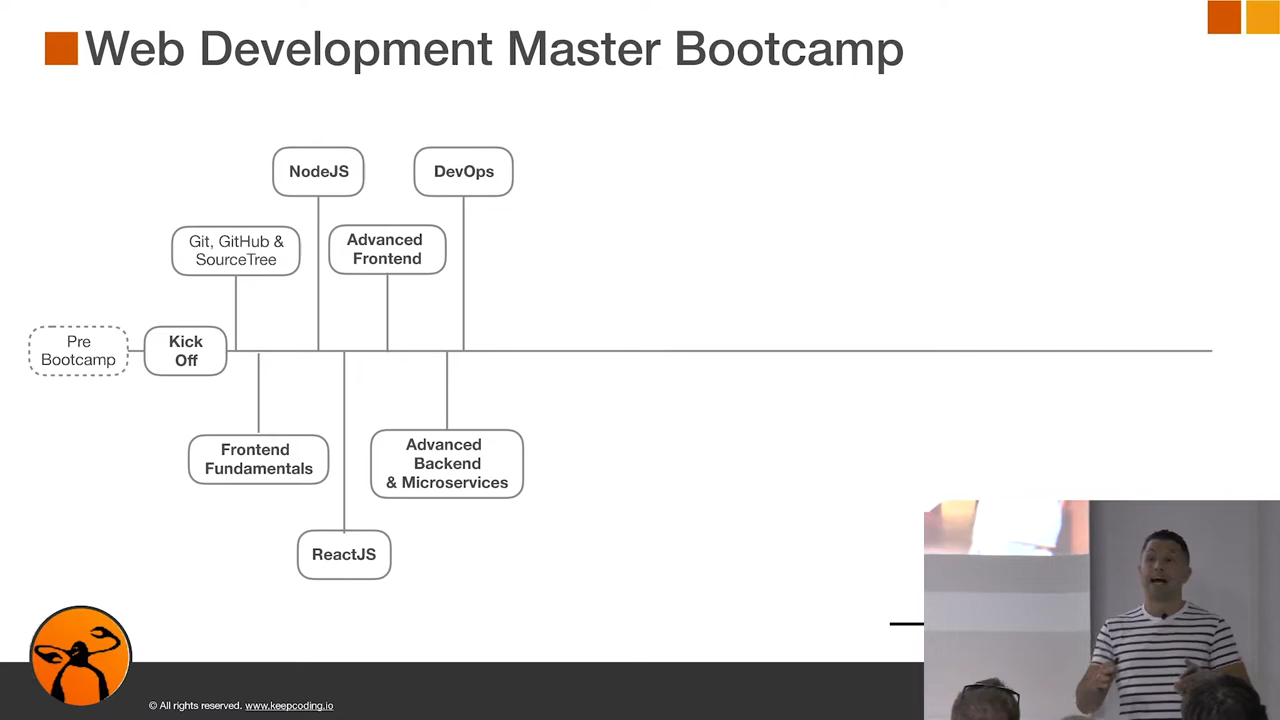 Web Development Master Bootcamp
NodeJS
DevOps
Git, GitHub &
SourceTree
Advanced
Frontend
Pre
Bootcamp
Kick
Off
Frontend
Fundamentals
Advanced
Backend
& Microservices
ReactJS
© All rights reserved. www.keepcoding.io